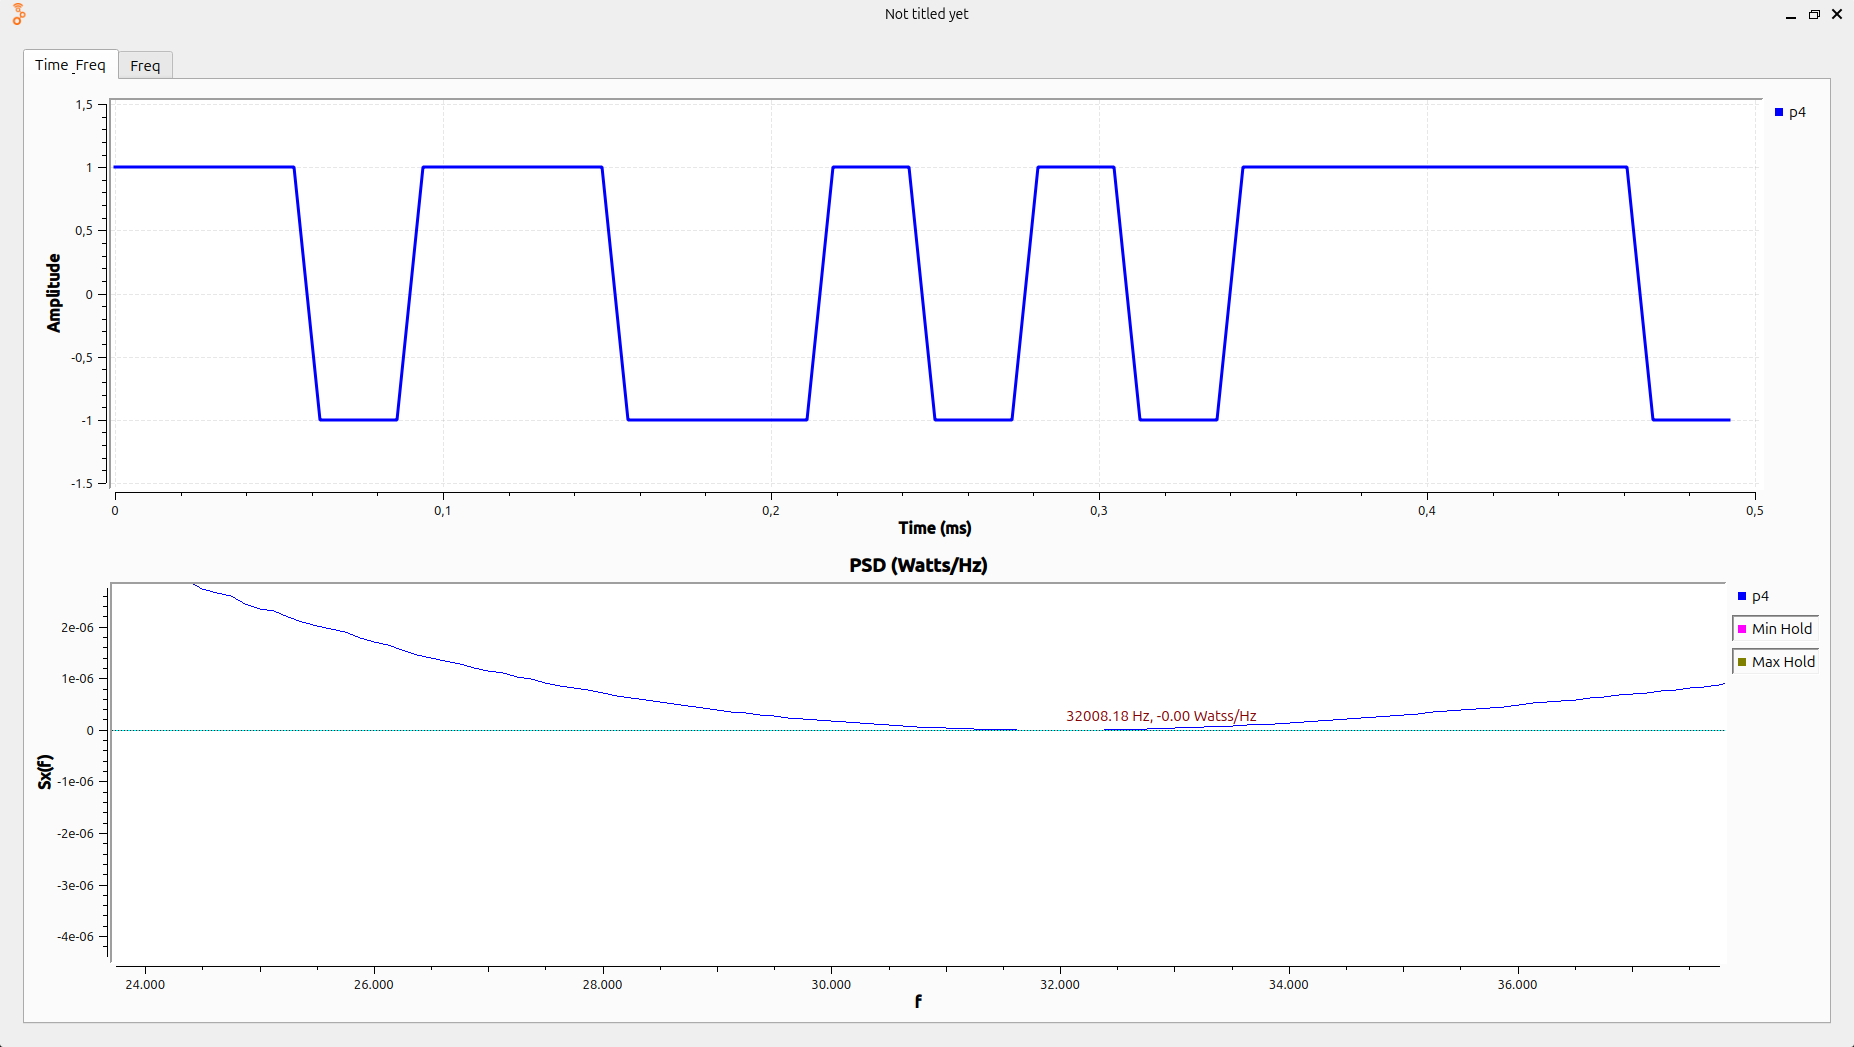 Not titled yet
Time_Freq
Freq
1,5
1
0,5
0
-0,5
-1
-1.5
Amplitude
0
0,1
0,2
0,3
0,4
0,5
Time (ms)
p4
PSD (Watts/Hz)
2e-06
1e-06
0
-1e-06
-2e-06
-3e-06
-4e-06
Sx(f)
32008.18 Hz, -0.00 Watss/Hz
24.000
26.000
28.000
30.000
32.000
34.000
36.000
f
p4
Min Hold
Max Hold